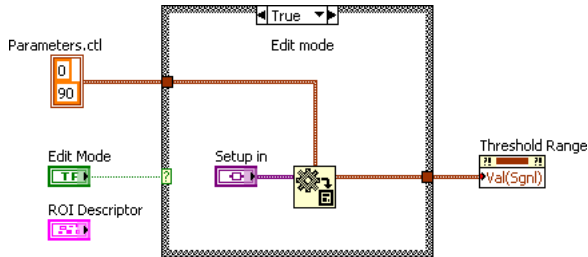 True
Parameters.ctl
Edit mode
0
90
Threshold Range
Edit Mode
Setup in
TF
?
?! ?!
Val(Sgnl)
ROI Descriptor